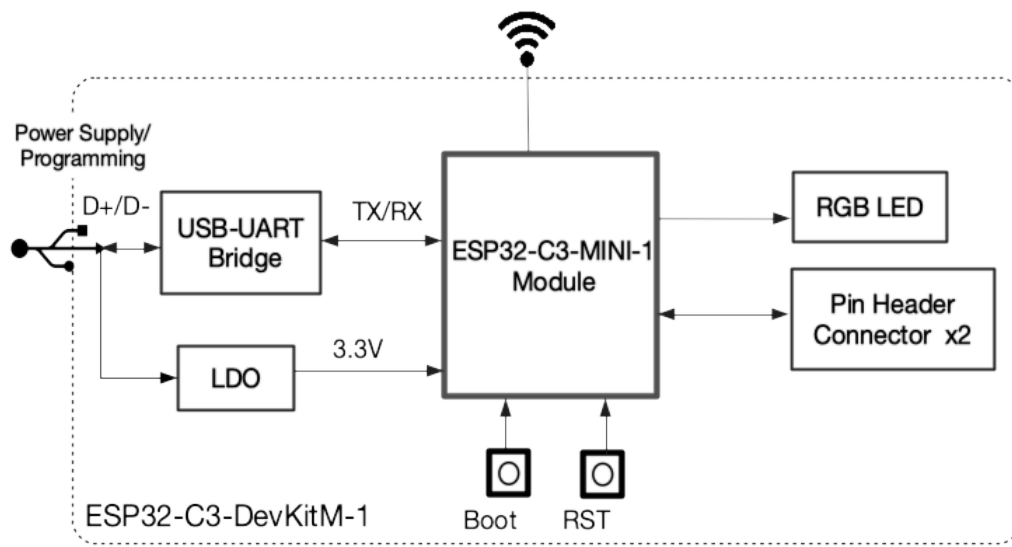 Power Supply/
Programming
D+/D-
USB-UART
Bridge
TX/RX
ESP32-C3-MINI-1
Module
RGB LED
Pin Header
Connector x2
LDO
3.3V
Boot
RST
ESP32-C3-DevKitM-1